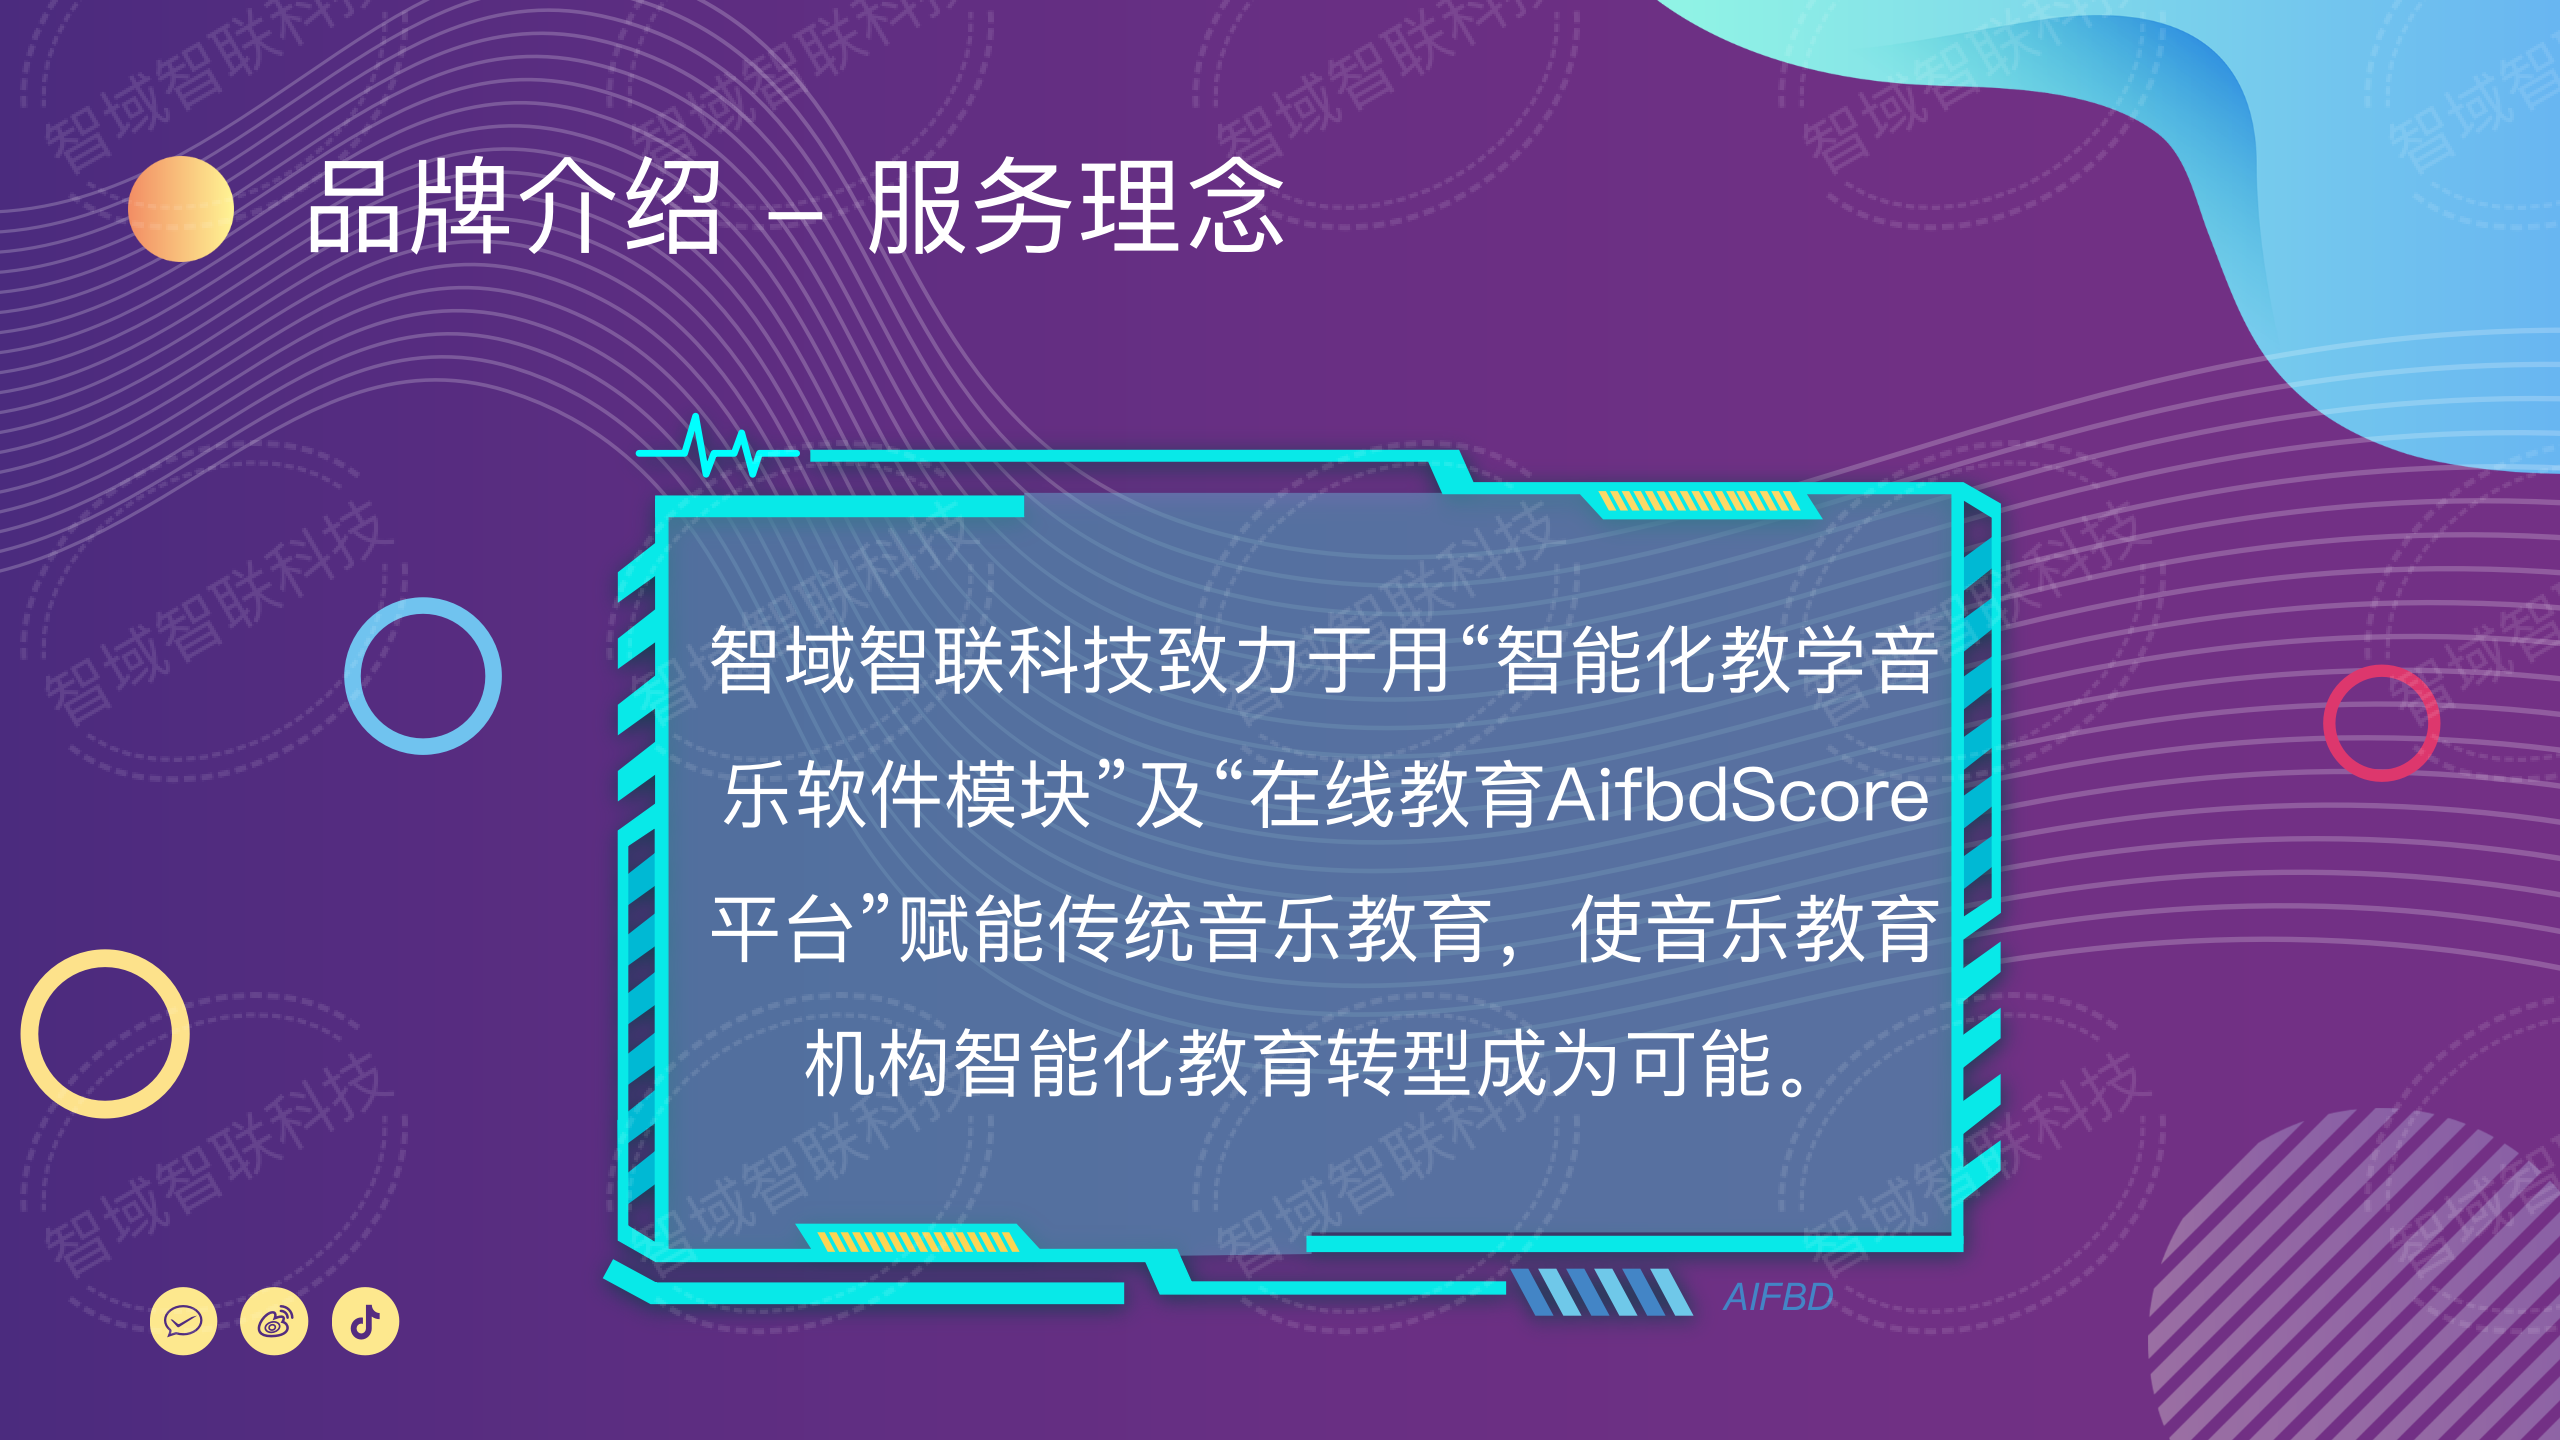 品牌介绍 – 服务理念
智域智联科技致力于用“智能化教学音
乐软件模块”及“在线教育AifbdScore
平台”赋能传统音乐教育，使音乐教育
机构智能化教育转型成为可能。
AIFBD
智域智联科技